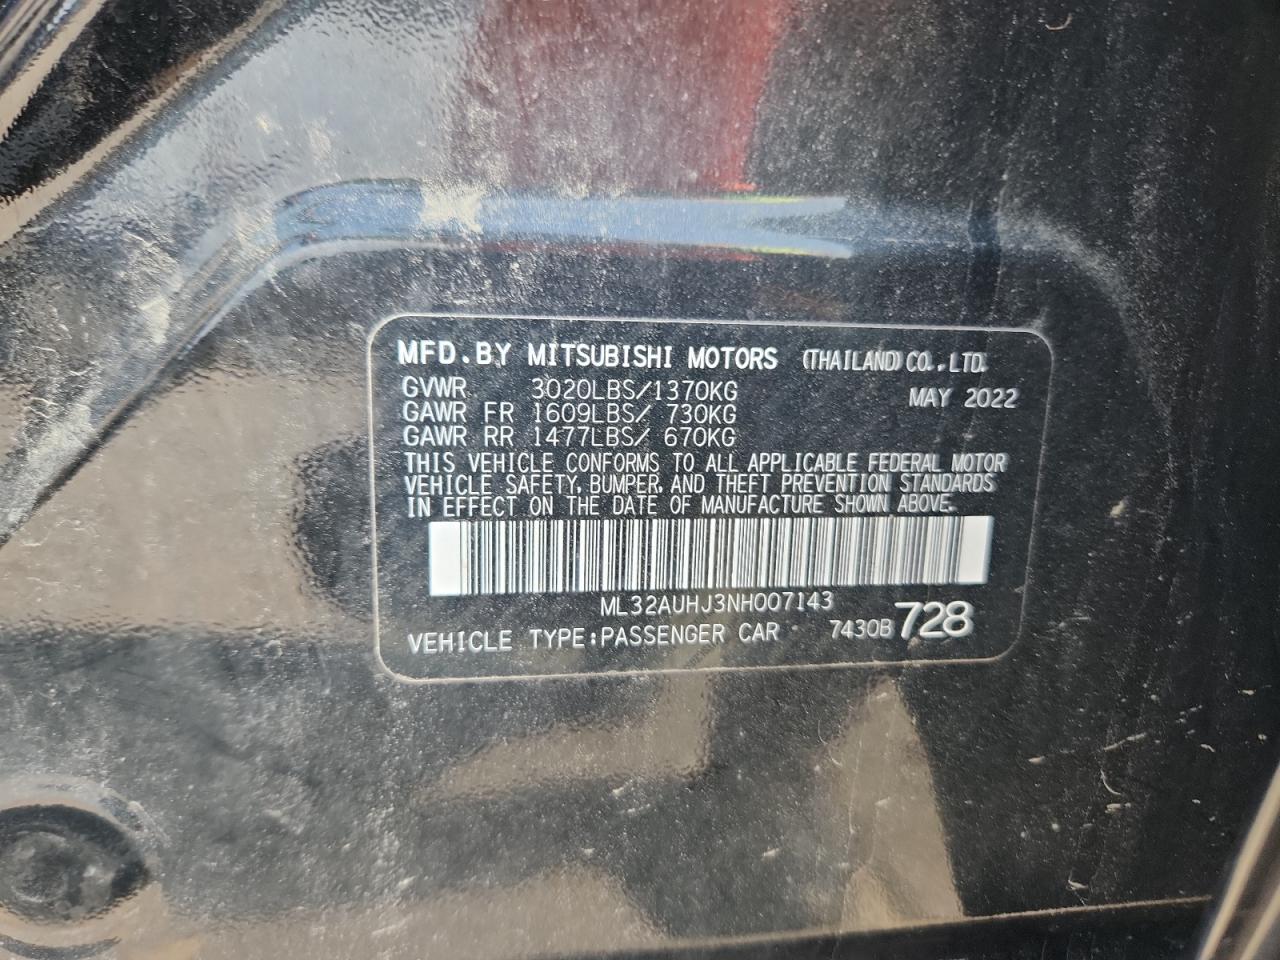 MFD.BY MITSUBISHI MOTORS (THAILAND) CO.,LTD.
GVWR 3020LBS/1370KG MAY 2022
GAWR FR 1609LBS/ 730KG
GAWR RR 1477LBS/ 670KG
THIS VEHICLE CONFORMS TO ALL APPLICABLE FEDERAL MOTOR
VEHICLE SAFETY, BUMPER, AND THEFT PREVENTION STANDARDS
IN EFFECT ON THE DATE OF MANUFACTURE SHOWN ABOVE.
ML32AUHJ3NH007143
VEHICLE TYPE:PASSENGER CAR 7430B 728